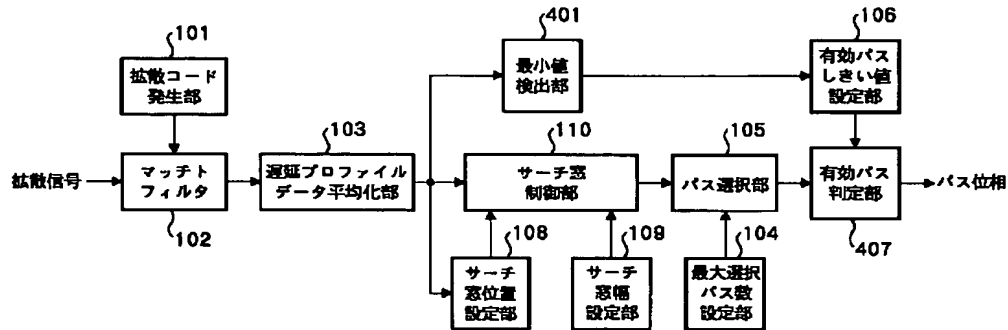 101
拡散コード
発生部
401
最小値
検出部
106
有効パス
しきい値
設定部
拡散信号
マッチト
フィルタ
102
103
遅延プロファイル
データ平均化部
110
サーチ窓
制御部
105
パス選択部
有効パス
判定部
407
パス位相
108
サーチ
窓位置
設定部
109
サーチ
窓幅
設定部
104
最大選択
パス数
設定部